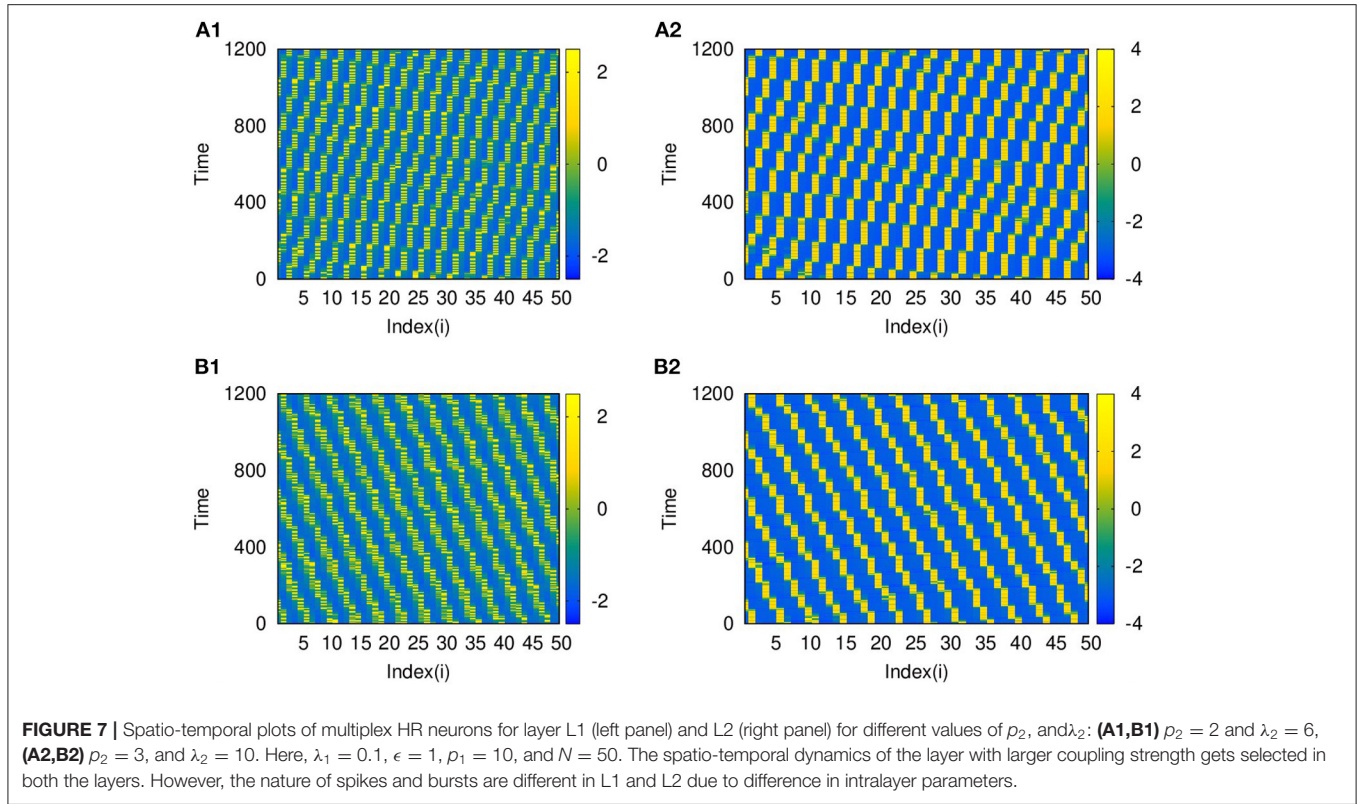 A1
1200
800
400
0
Time
5 10 15 20 25 30 35 40 45 50
Index(i)
2
0
-2
A2
1200
800
400
0
Time
5 10 15 20 25 30 35 40 45 50
Index(i)
4
2
0
-2
-4
B1
1200
800
400
0
Time
5 10 15 20 25 30 35 40 45 50
Index(i)
2
0
-2
B2
1200
800
400
0
Time
5 10 15 20 25 30 35 40 45 50
Index(i)
4
2
0
-2
-4
FIGURE 7 | Spatio-temporal plots of multiplex HR neurons for layer L1 (left panel) and L2 (right panel) for different values of p₂, andλ₂: (A1,B1) p₂ = 2 and λ₂ = 6,
(A2,B2) p₂ = 3, and λ₂ = 10. Here, λ₁ = 0.1, ϵ = 1, p₁ = 10, and N = 50. The spatio-temporal dynamics of the layer with larger coupling strength gets selected in
both the layers. However, the nature of spikes and bursts are different in L1 and L2 due to difference in intralayer parameters.